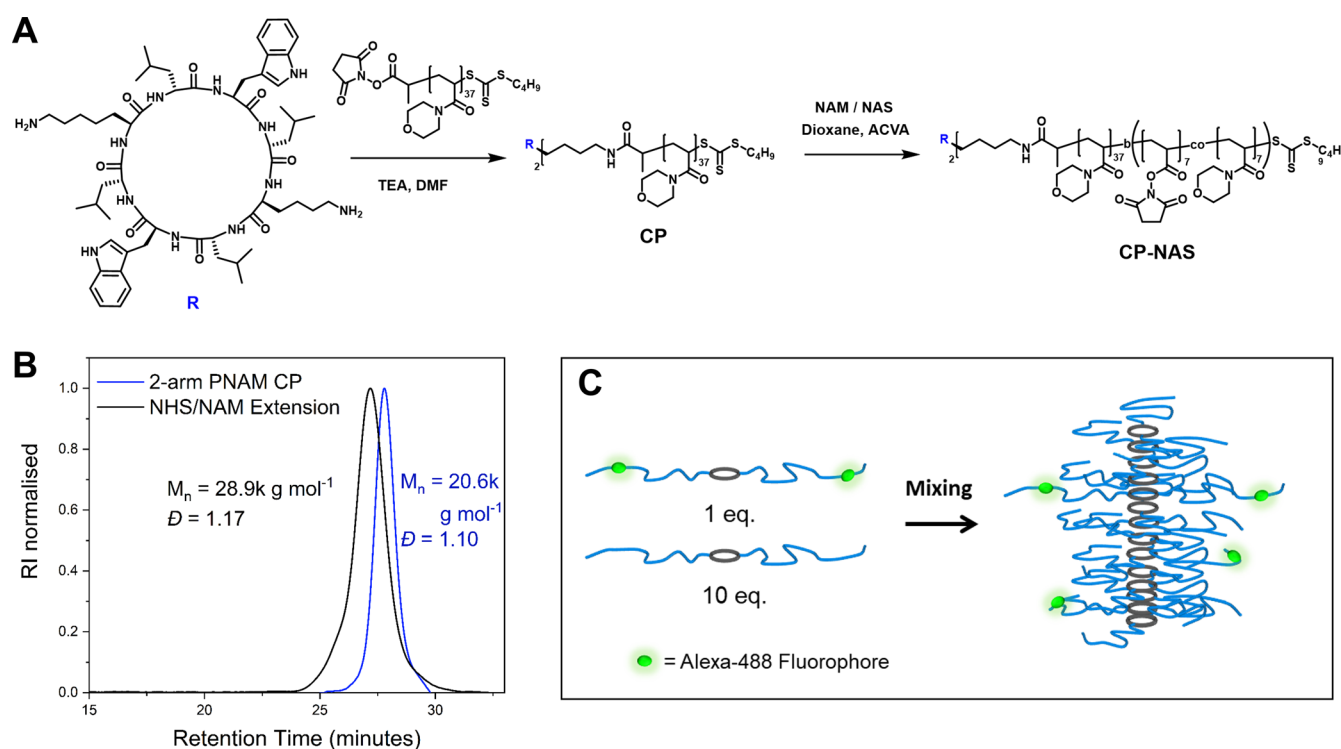 A
H₂N
O
NH
HN
O
HN
O
NH
O
HN
O
HN
NH
O
NH₂
NH
O
N
H
O
HN
O
R
O
N
O
O
O
S
S
C₄H₉
37
S
N
O
O
TEA, DMF
R
2
N
H
O
S
S
C₄H₉
37
S
N
O
O
CP
NAM / NAS
Dioxane, ACVA
R
2
N
H
O
37
b
7
co
7
S
S
C₄H
9
S
N
O
O
O
O
N
O
O
N
O
O
CP-NAS
B
2-arm PNAM CP
NHS/NAM Extension
Mₙ = 28.9k g mol⁻¹
Đ = 1.17
Mₙ = 20.6k
g mol⁻¹
Đ = 1.10
RI normalised
1.0
0.8
0.6
0.4
0.2
0.0
15
20
25
30
Retention Time (minutes)
C
1 eq.
10 eq.
= Alexa-488 Fluorophore
Mixing